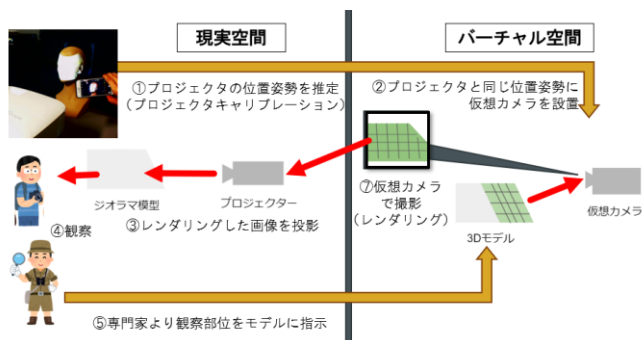 現実空間
バーチャル空間
①プロジェクタの位置姿勢を推定
(プロジェクタキャリブレーション)
②プロジェクタと同じ位置姿勢に
仮想カメラを設置
ジオラマ模型
プロジェクター
③レンダリングした画像を投影
④観察
⑦仮想カメラ
で撮影
(レンダリング)
3Dモデル
仮想カメラ
⑤専門家より観察部位をモデルに指示